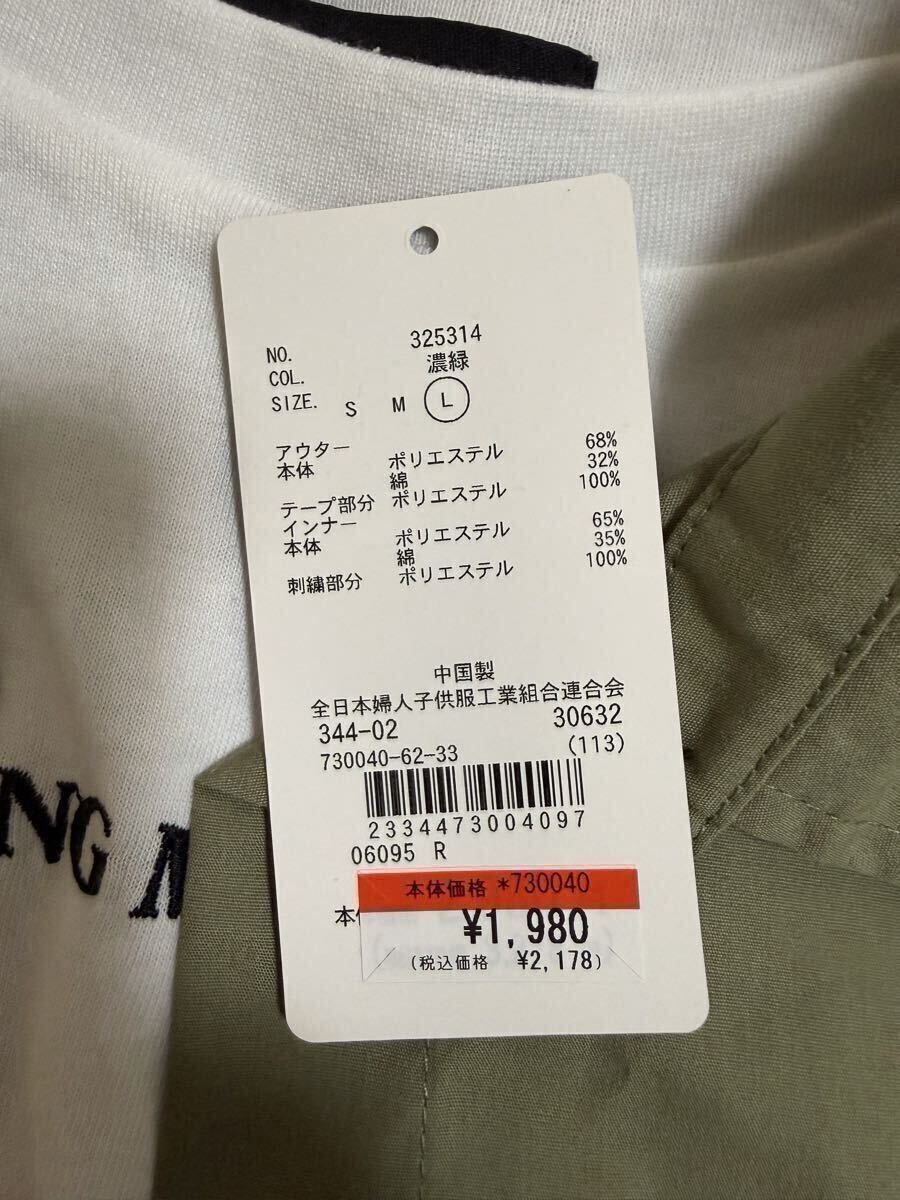 NO. 325314
COL. 濃緑
SIZE. S M L
アウター
本体 ポリエステル 68%
綿 32%
テープ部分 ポリエステル 100%
インナー
本体 ポリエステル 65%
綿 35%
刺繍部分 ポリエステル 100%
中国製
全日本婦人子供服工業組合連合会
344-02 30632
730040-62-33 (113)
2334473004097
06095 R
本体価格 *730040
本
¥1,980
(税込価格 ¥2,178)
NG